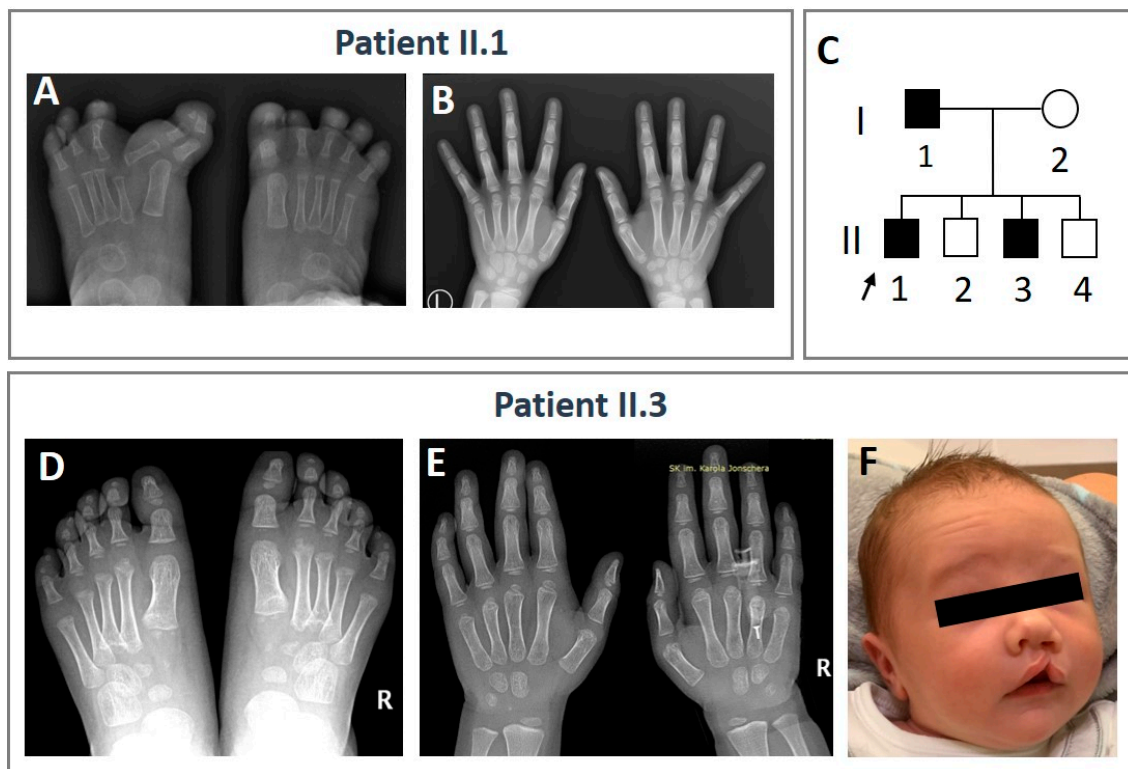 Patient II.1
A
B
L
C
I
1
2
II
1
2
3
4
Patient II.3
D
R
E
SK im. Karola Jonschera
R
F